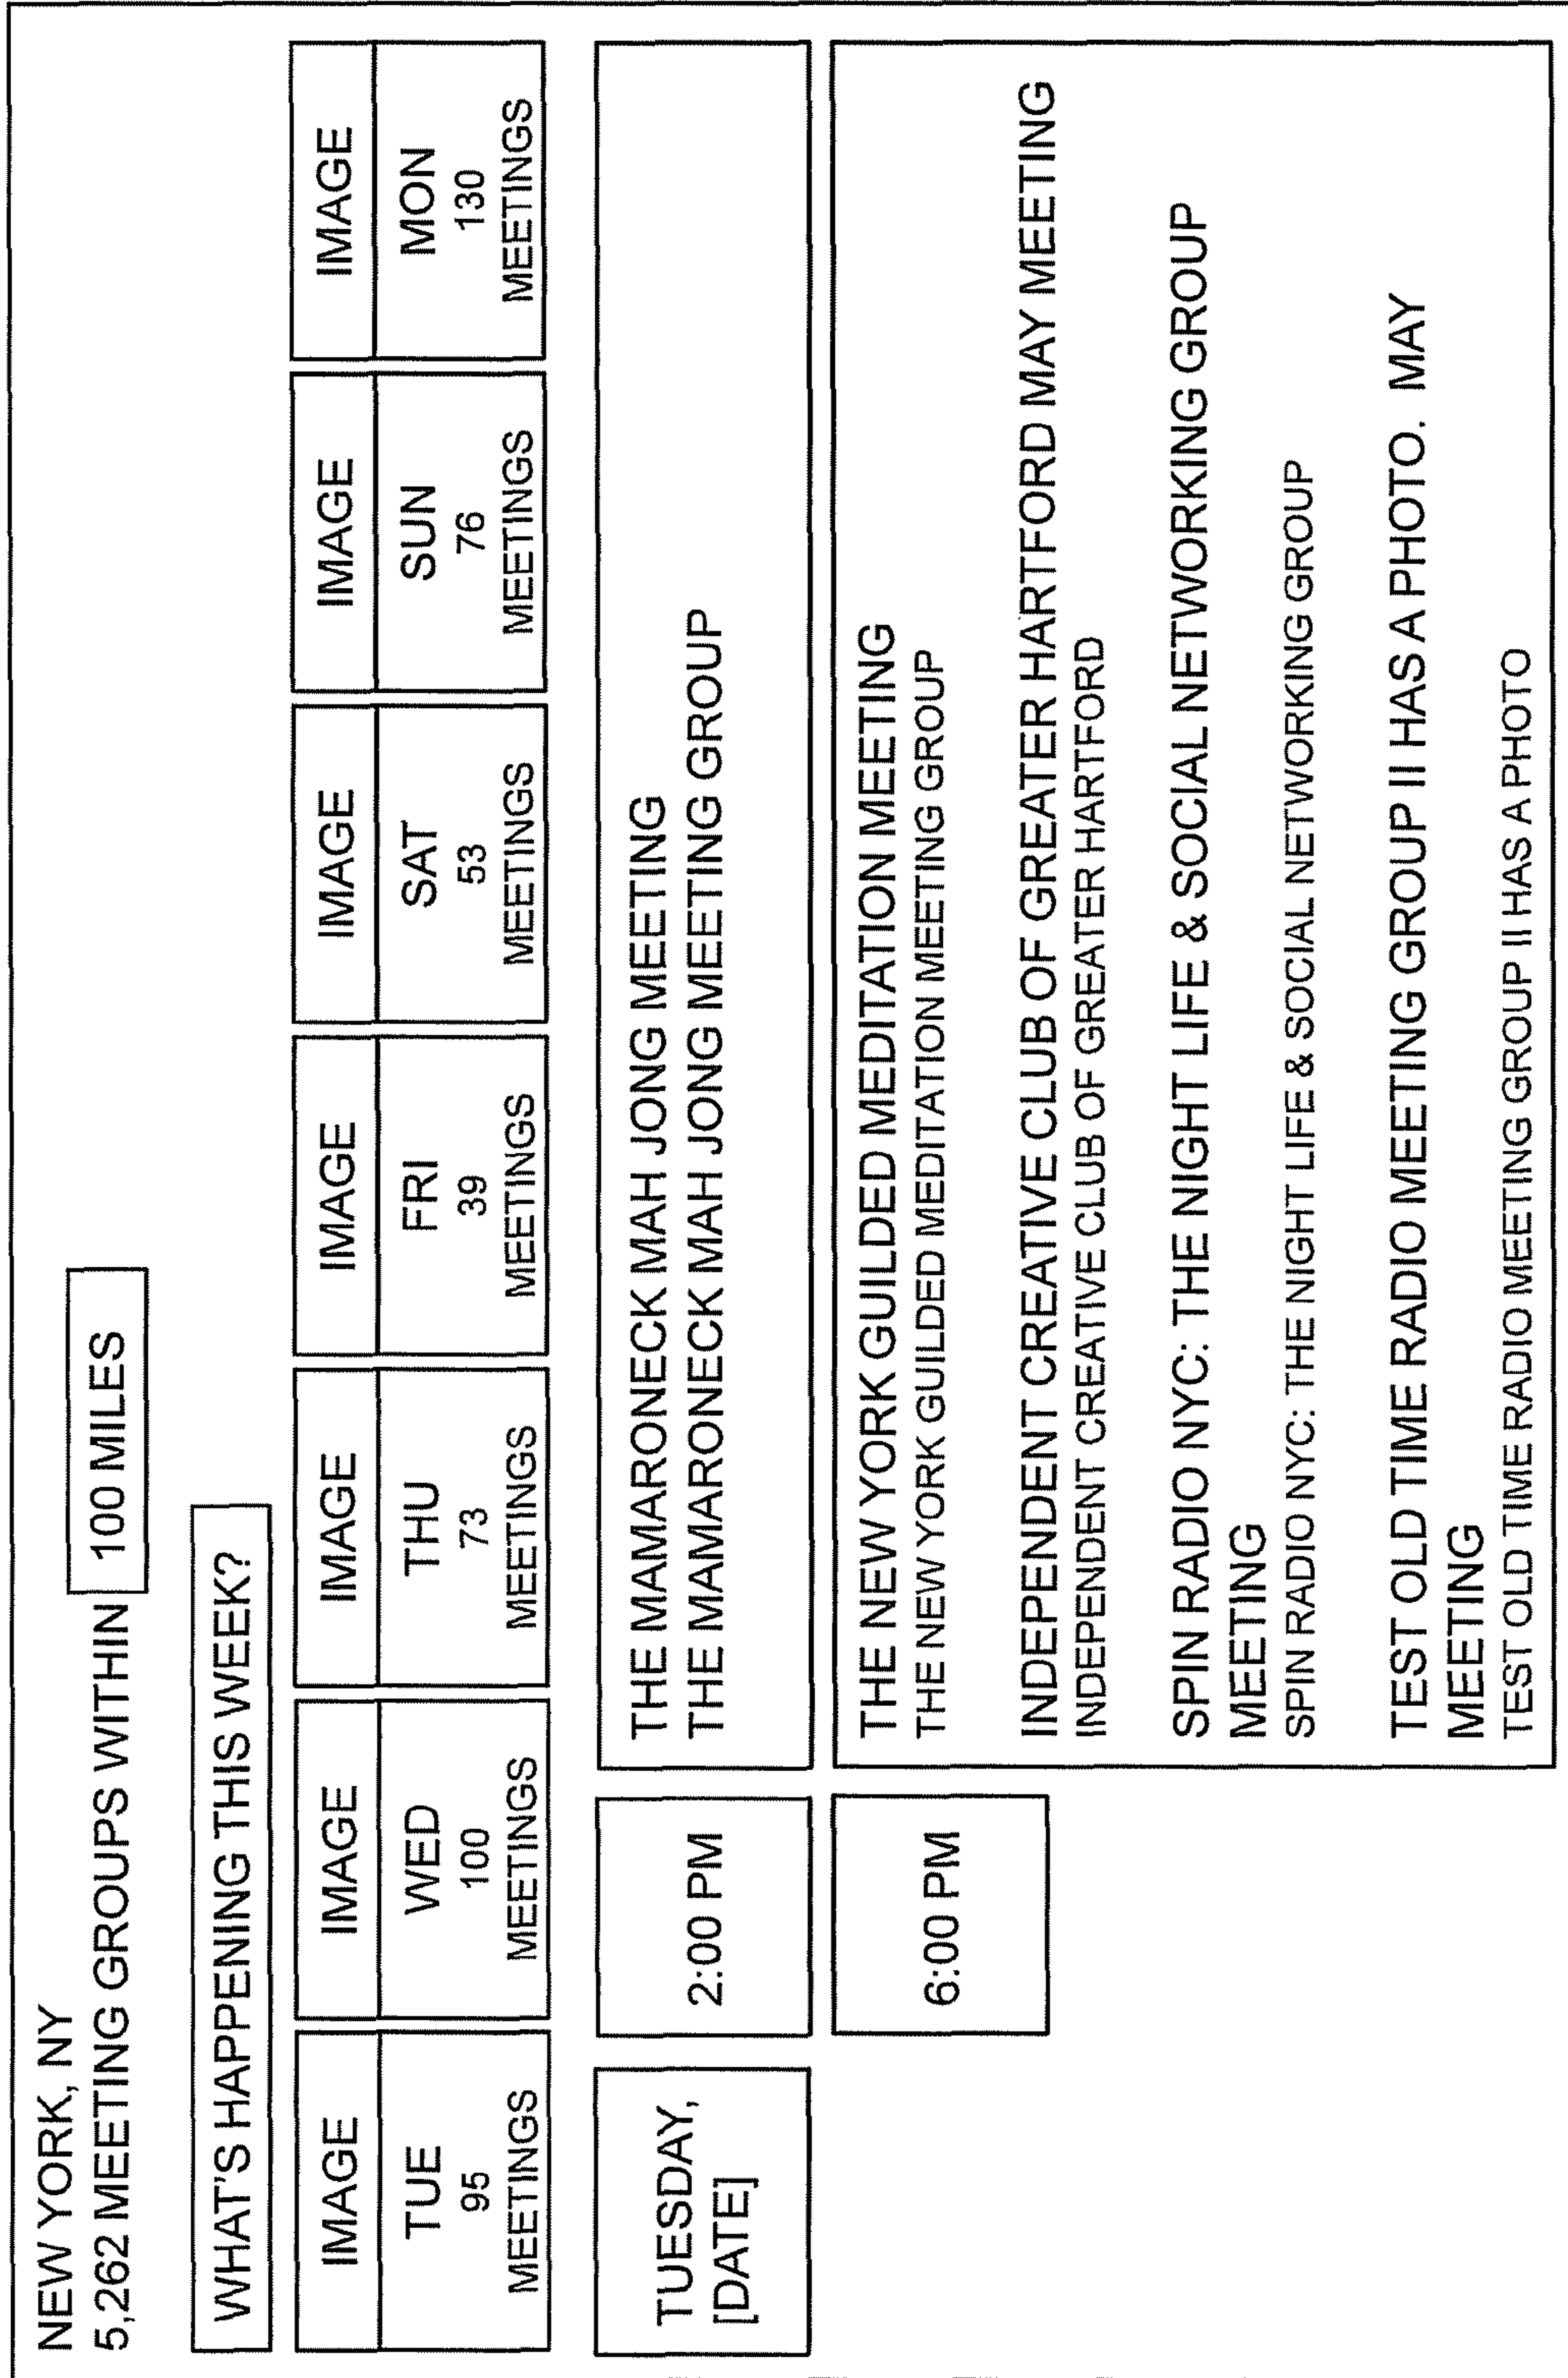 NEW YORK, NY
5,262 MEETING GROUPS WITHIN 100 MILES
WHAT'S HAPPENING THIS WEEK?
IMAGE IMAGE IMAGE IMAGE IMAGE IMAGE IMAGE
TUE WED THU FRI SAT SUN MON
95 100 73 39 53 76 130
MEETINGS MEETINGS MEETINGS MEETINGS MEETINGS MEETINGS MEETINGS
TUESDAY,
[DATE]
2:00 PM
THE MAMARONECK MAH JONG MEETING
THE MAMARONECK MAH JONG MEETING GROUP
6:00 PM
THE NEW YORK GUILDED MEDITATION MEETING
THE NEW YORK GUILDED MEDITATION MEETING GROUP
INDEPENDENT CREATIVE CLUB OF GREATER HARTFORD MAY MEETING
INDEPENDENT CREATIVE CLUB OF GREATER HARTFORD
SPIN RADIO NYC: THE NIGHT LIFE & SOCIAL NETWORKING GROUP
MEETING
SPIN RADIO NYC: THE NIGHT LIFE & SOCIAL NETWORKING GROUP
TEST OLD TIME RADIO MEETING GROUP II HAS A PHOTO. MAY
MEETING
TEST OLD TIME RADIO MEETING GROUP II HAS A PHOTO